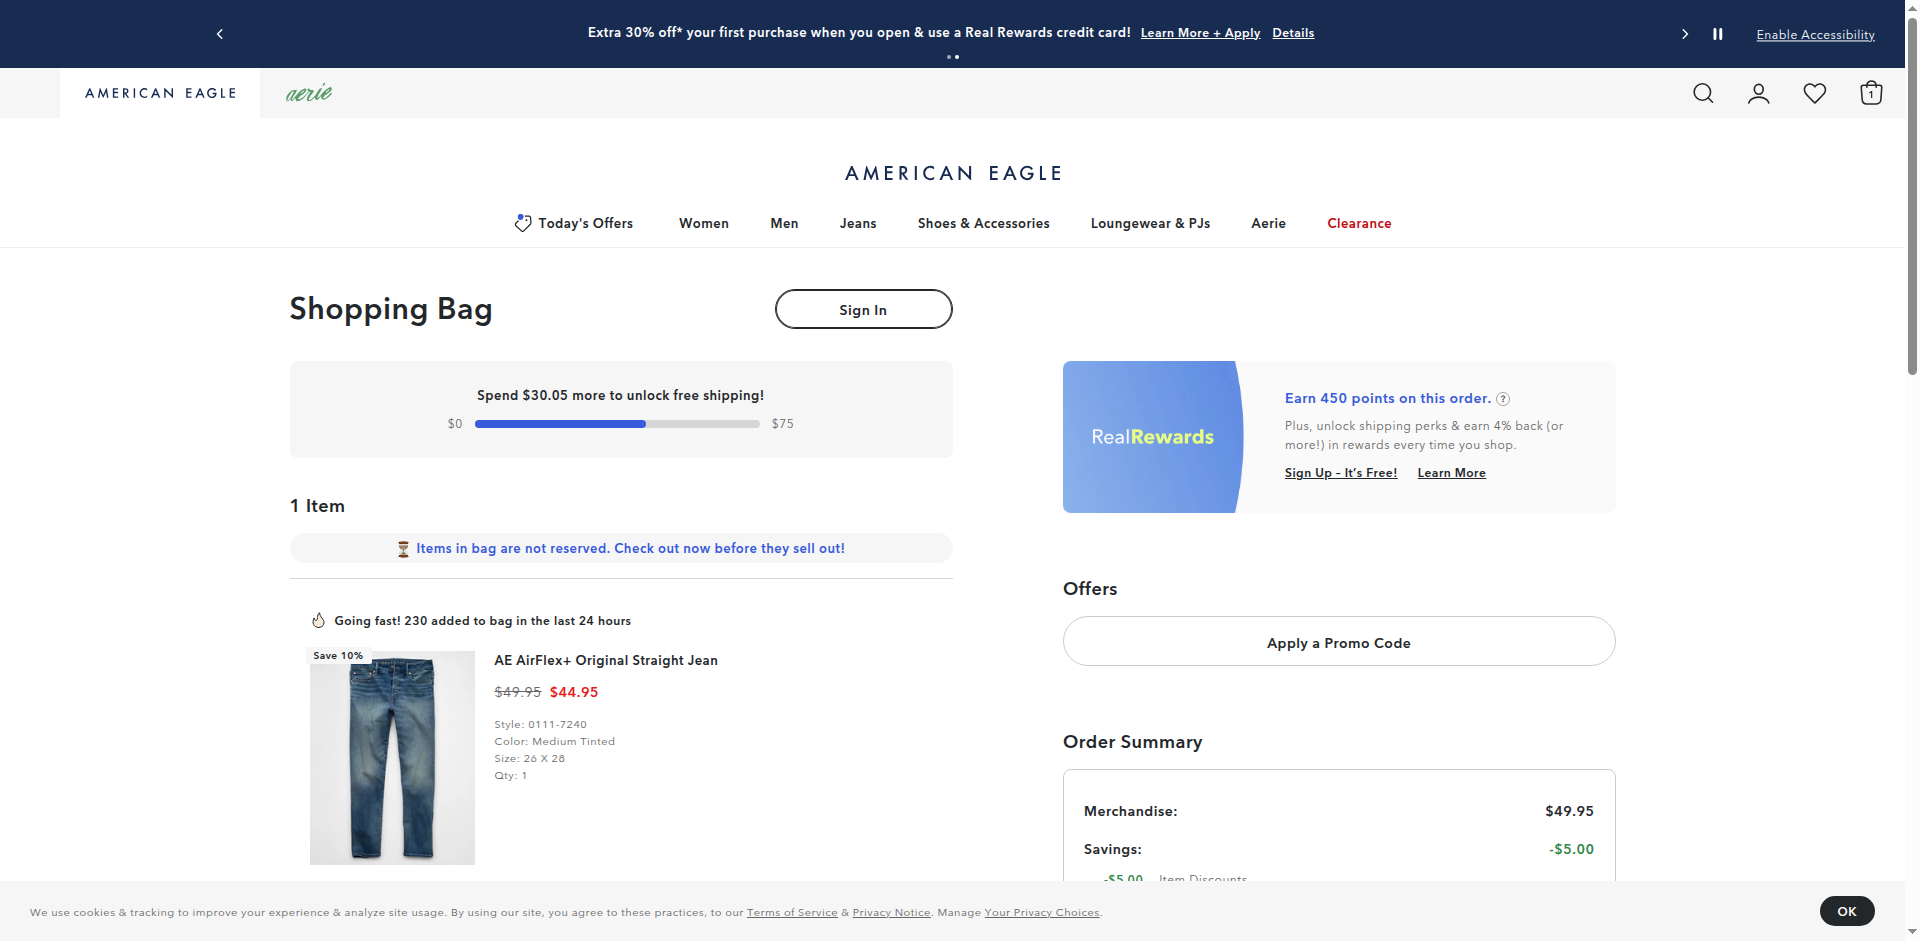 Extra 30% off* your first purchase when you open & use a Real Rewards credit card! Learn More + Apply Details
Enable Accessibility
AMERICAN EAGLE
aerie
1
AMERICAN EAGLE
Today's Offers
Women
Men
Jeans
Shoes & Accessories
Loungewear & PJs
Aerie
Clearance
Shopping Bag
Sign In
Spend $30.05 more to unlock free shipping!
$0
$75
1 Item
Items in bag are not reserved. Check out now before they sell out!
Going fast! 230 added to bag in the last 24 hours
Save 10%
AE AirFlex+ Original Straight Jean
$49.95 $44.95
Style: 0111-7240
Color: Medium Tinted
Size: 26 X 28
Qty: 1
RealRewards
Earn 450 points on this order. ?
Plus, unlock shipping perks & earn 4% back (or
more!) in rewards every time you shop.
Sign Up – It's Free! Learn More
Offers
Apply a Promo Code
Order Summary
Merchandise: $49.95
Savings: -$5.00
-$5.00 Item Discounts
We use cookies & tracking to improve your experience & analyze site usage. By using our site, you agree to these practices, to our Terms of Service & Privacy Notice. Manage Your Privacy Choices.
OK